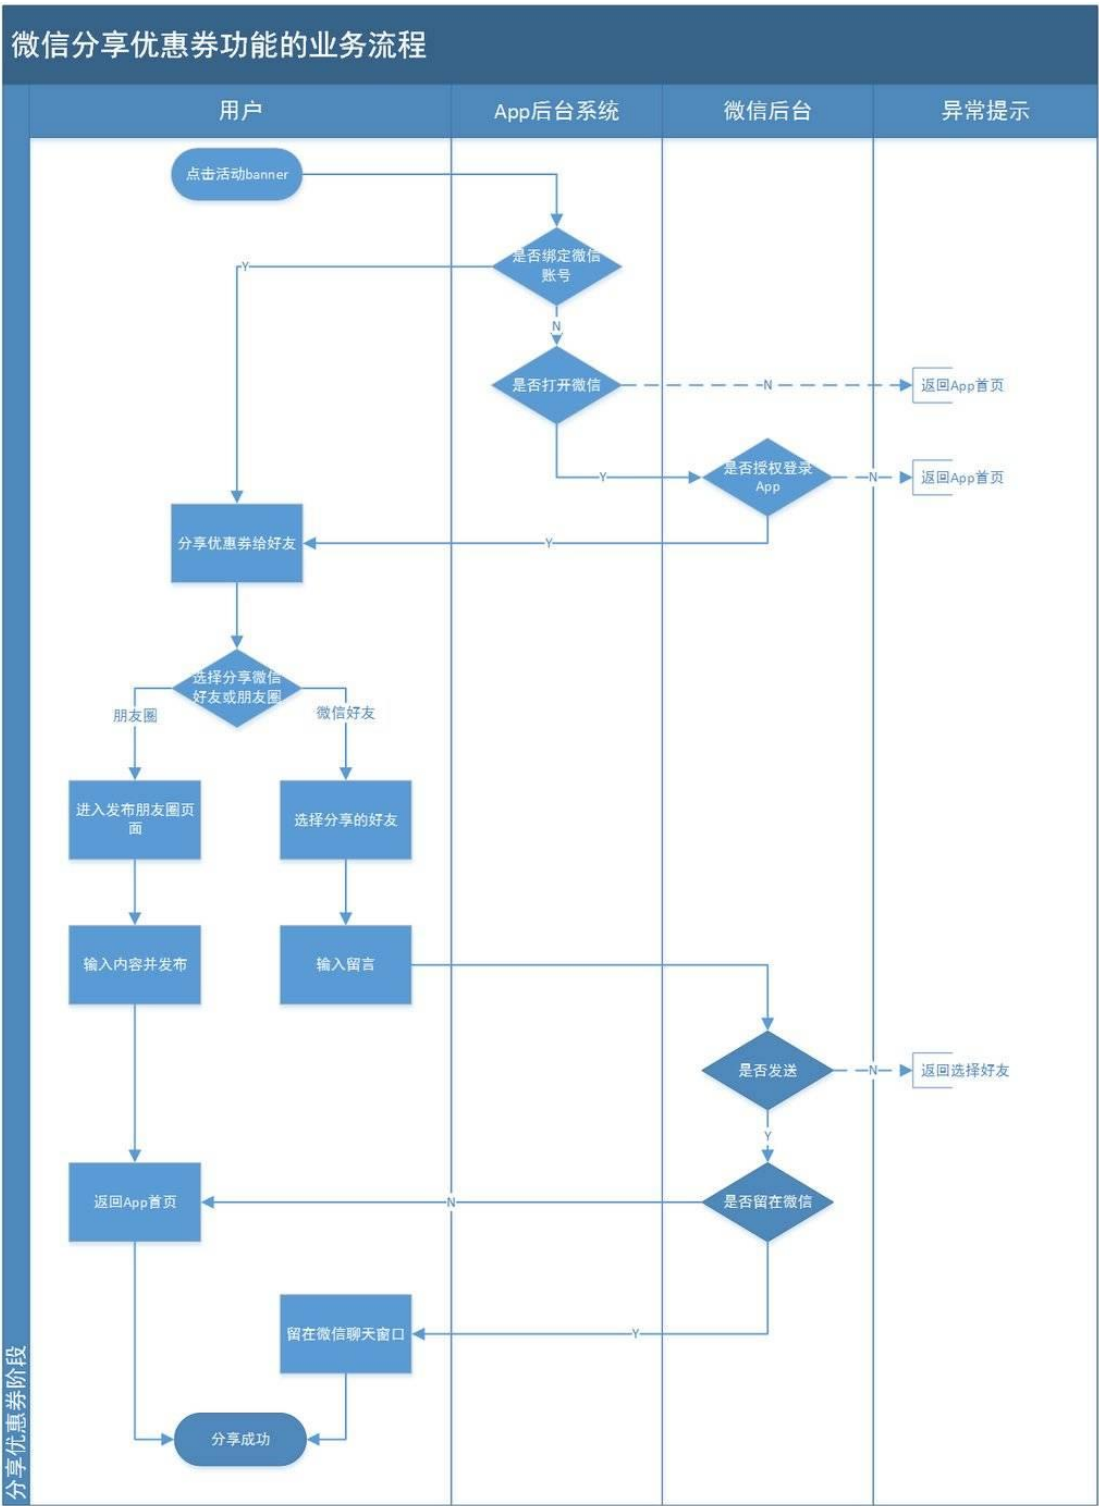 微信分享优惠券功能的业务流程
用户
App后台系统
微信后台
异常提示
点击活动banner
是否绑定微信
账号
Y
N
是否打开微信
N
返回App首页
是否授权登录
App
Y
N
返回App首页
分享优惠券给好友
Y
选择分享微信
好友或朋友圈
朋友圈
微信好友
进入发布朋友圈页
面
选择分享的好友
输入内容并发布
输入留言
是否发送
N
返回选择好友
Y
返回App首页
N
是否留在微信
留在微信聊天窗口
Y
分享成功
分享优惠券阶段